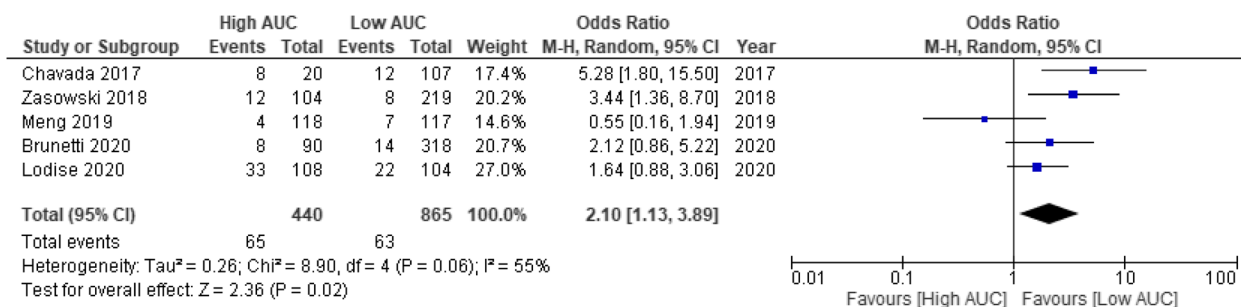 High AUC Low AUC Odds Ratio Odds Ratio
Study or Subgroup Events Total Events Total Weight M-H, Random, 95% CI Year M-H, Random, 95% CI
Chavada 2017 8 20 12 107 17.4% 5.28 [1.80, 15.50] 2017
Zasowski 2018 12 104 8 219 20.2% 3.44 [1.36, 8.70] 2018
Meng 2019 4 118 7 117 14.6% 0.55 [0.16, 1.94] 2019
Brunetti 2020 8 90 14 318 20.7% 2.12 [0.86, 5.22] 2020
Lodise 2020 33 108 22 104 27.0% 1.64 [0.88, 3.06] 2020
Total (95% CI) 440 865 100.0% 2.10 [1.13, 3.89]
Total events 65 63
Heterogeneity: Tau² = 0.26; Chi² = 8.90, df = 4 (P = 0.06); I² = 55%
Test for overall effect: Z = 2.36 (P = 0.02)
0.01 0.1 1 10 100
Favours [High AUC] Favours [Low AUC]